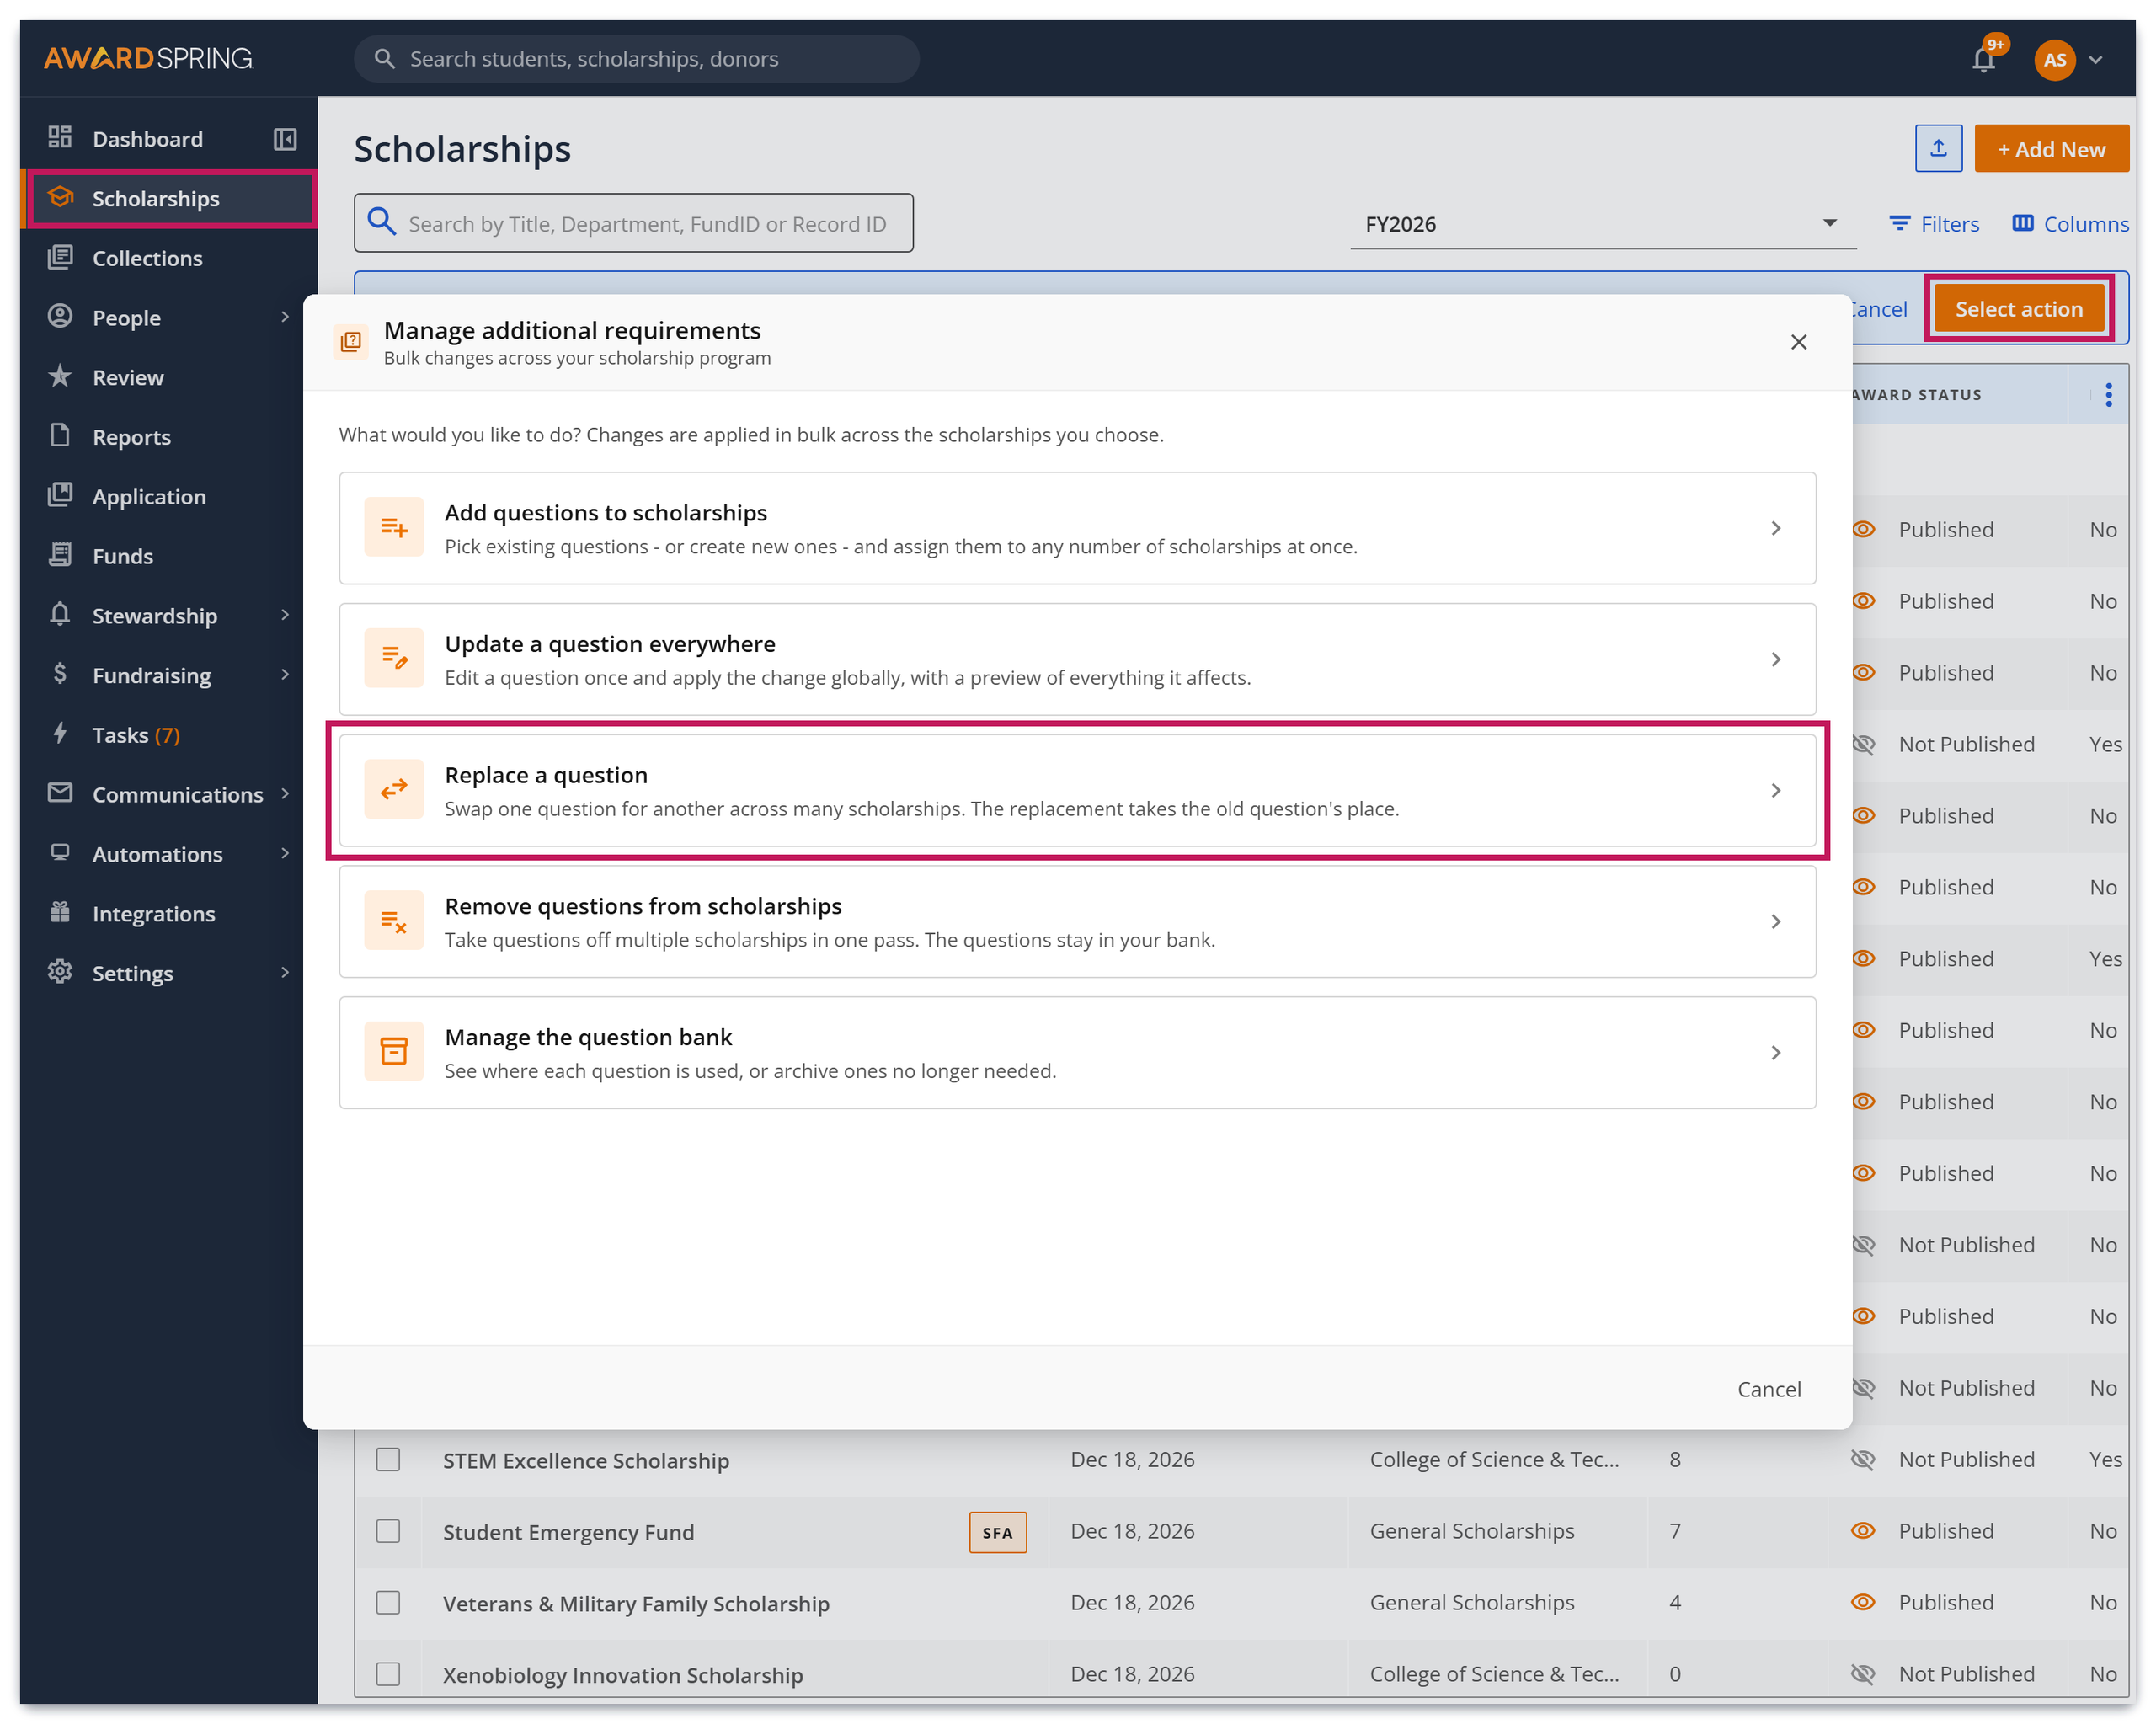 AWARDSPRING
Search students, scholarships, donors
9+
AS
Dashboard
Scholarships
Collections
People
Review
Reports
Application
Funds
Stewardship
Fundraising
Tasks (7)
Communications
Automations
Integrations
Settings
Scholarships
+ Add New
Search by Title, Department, FundID or Record ID
FY2026
Filters
Columns
Cancel
Select action
AWARD STATUS
Manage additional requirements
Bulk changes across your scholarship program
What would you like to do? Changes are applied in bulk across the scholarships you choose.
Add questions to scholarships
Pick existing questions - or create new ones - and assign them to any number of scholarships at once.
Update a question everywhere
Edit a question once and apply the change globally, with a preview of everything it affects.
Replace a question
Swap one question for another across many scholarships. The replacement takes the old question's place.
Remove questions from scholarships
Take questions off multiple scholarships in one pass. The questions stay in your bank.
Manage the question bank
See where each question is used, or archive ones no longer needed.
Cancel
Published No
Published No
Published No
Not Published Yes
Published No
Published No
Published Yes
Published No
Published No
Published No
Not Published No
Published No
Not Published No
STEM Excellence Scholarship Dec 18, 2026 College of Science & Tec... 8 Not Published Yes
Student Emergency Fund SFA Dec 18, 2026 General Scholarships 7 Published No
Veterans & Military Family Scholarship Dec 18, 2026 General Scholarships 4 Published No
Xenobiology Innovation Scholarship Dec 18, 2026 College of Science & Tec... 0 Not Published No